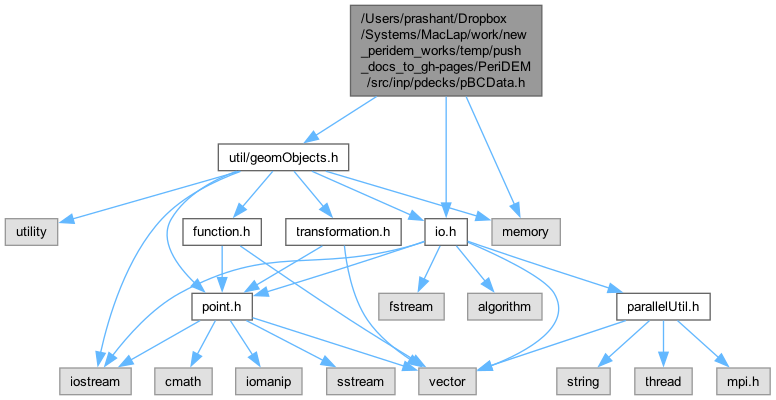 /Users/prashant/Dropbox
/Systems/MacLap/work/new
_peridem_works/temp/push
_docs_to_gh-pages/PeriDEM
/src/inp/pdecks/pBCData.h
util/geomObjects.h
utility
function.h
transformation.h
io.h
memory
point.h
fstream
algorithm
parallelUtil.h
iostream
cmath
iomanip
sstream
vector
string
thread
mpi.h